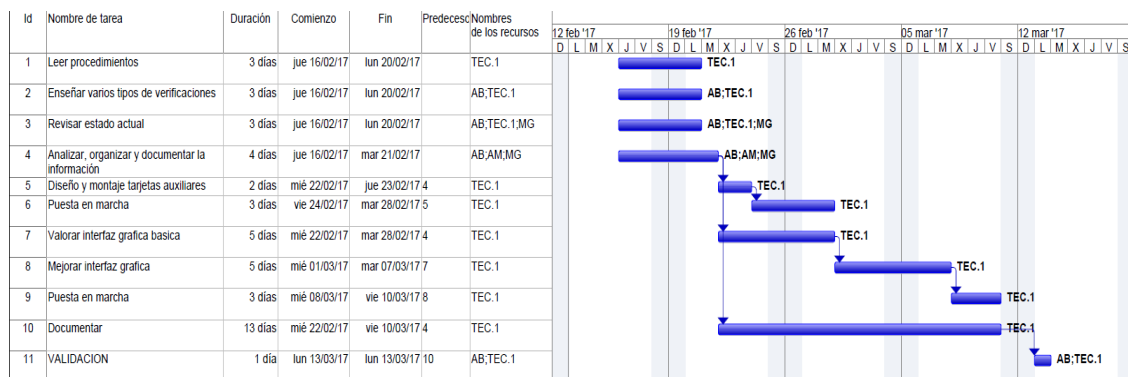 Id Nombre de tarea Duración Comienzo Fin Predeceso Nombres de los recursos
12 feb '17 19 feb '17 26 feb '17 05 mar '17 12 mar '17
D L M X J V S D L M X J V S D L M X J V S D L M X J V S D L M X J V S
1 Leer procedimientos 3 días jue 16/02/17 lun 20/02/17 TEC.1 TEC.1
2 Enseñar varios tipos de verificaciones 3 días jue 16/02/17 lun 20/02/17 AB;TEC.1 AB;TEC.1
3 Revisar estado actual 3 días jue 16/02/17 lun 20/02/17 AB;TEC.1;MG AB;TEC.1;MG
4 Analizar, organizar y documentar la información 4 días jue 16/02/17 mar 21/02/17 AB;AM;MG AB;AM;MG
5 Diseño y montaje tarjetas auxiliares 2 días mié 22/02/17 jue 23/02/17 4 TEC.1 TEC.1
6 Puesta en marcha 3 días vie 24/02/17 mar 28/02/17 5 TEC.1 TEC.1
7 Valorar interfaz grafica basica 5 días mié 22/02/17 mar 28/02/17 4 TEC.1 TEC.1
8 Mejorar interfaz grafica 5 días mié 01/03/17 mar 07/03/17 7 TEC.1 TEC.1
9 Puesta en marcha 3 días mié 08/03/17 vie 10/03/17 8 TEC.1 TEC.1
10 Documentar 13 días mié 22/02/17 vie 10/03/17 4 TEC.1 TEC.1
11 VALIDACION 1 día lun 13/03/17 lun 13/03/17 10 AB;TEC.1 AB;TEC.1